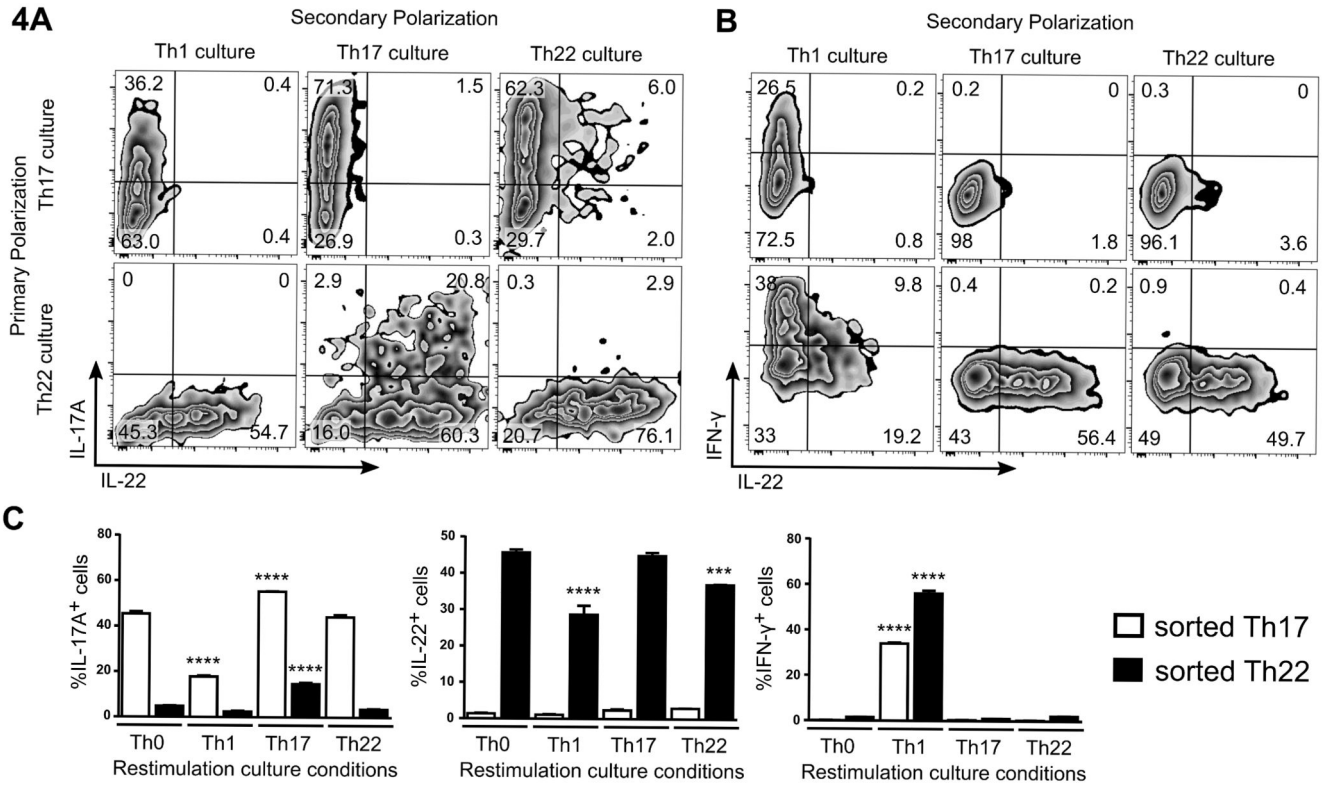 4A
Secondary Polarization
Th1 culture Th17 culture Th22 culture
Primary Polarization
Th17 culture
36.2 0.4
63.0 0.4
71.3 1.5
26.9 0.3
62.3 6.0
29.7 2.0
Th22 culture
0 0
45.3 54.7
2.9 20.8
16.0 60.3
0.3 2.9
20.7 76.1
IL-17A
IL-22
B
Secondary Polarization
Th1 culture Th17 culture Th22 culture
26.5 0.2
72.5 0.8
0.2 0
98 1.8
0.3 0
96.1 3.6
38 9.8
33 19.2
0.4 0.2
43 56.4
0.9 0.4
49 49.7
IFN-γ
IL-22
C
%IL-17A+ cells
80
60
40
20
0
**** **** ****
Th0 Th1 Th17 Th22
Restimulation culture conditions
%IL-22+ cells
50
40
30
20
10
0
**** ***
Th0 Th1 Th17 Th22
Restimulation culture conditions
%IFN-γ+ cells
80
60
40
20
0
**** ****
Th0 Th1 Th17 Th22
Restimulation culture conditions
sorted Th17
sorted Th22